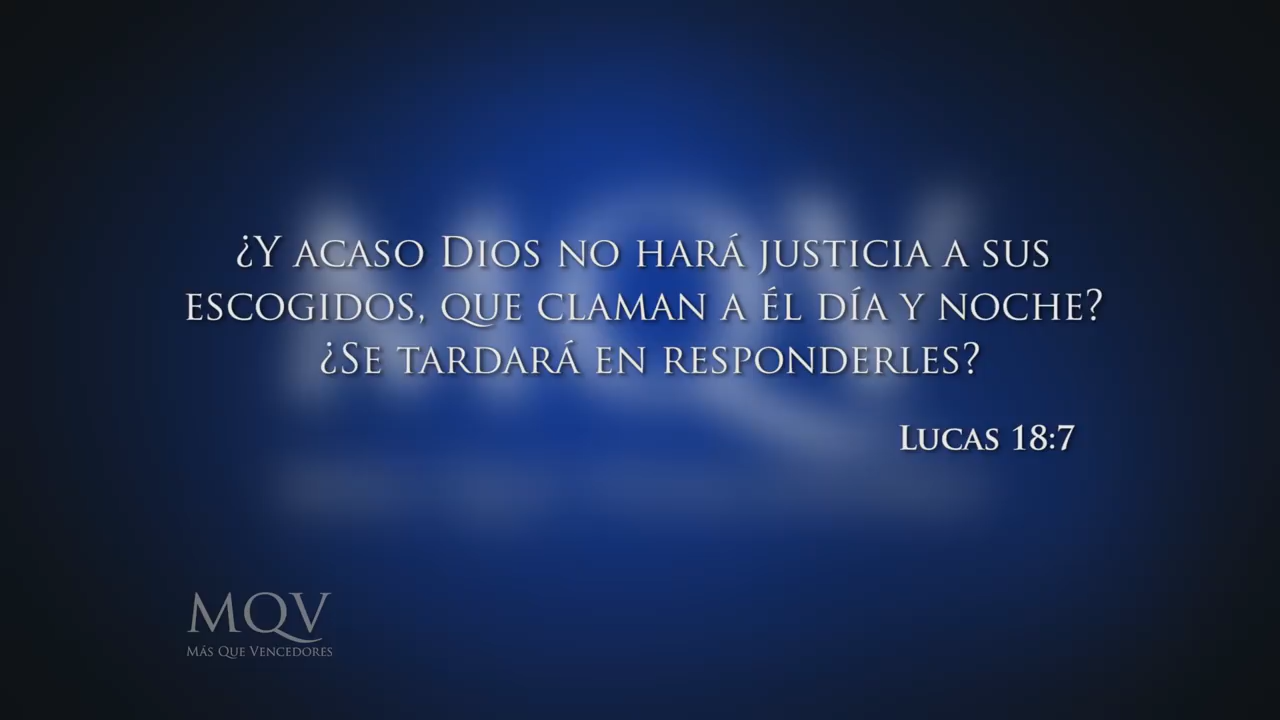 ¿Y acaso Dios no hará justicia a sus
escogidos, que claman a él día y noche?
¿Se tardará en responderles?
Lucas 18:7
MQV
Más Que Vencedores